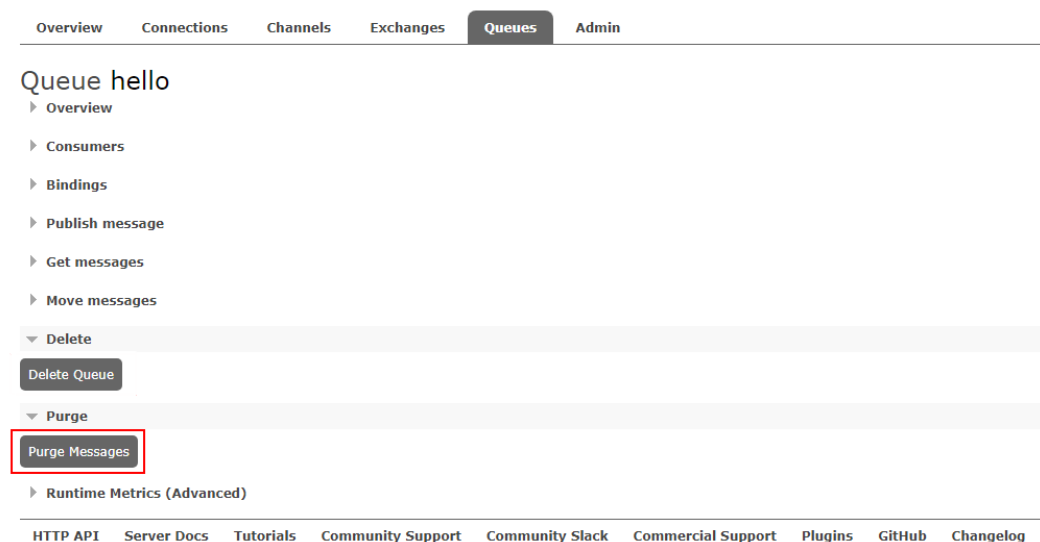 Overview Connections Channels Exchanges Queues Admin
Queue hello
Overview
Consumers
Bindings
Publish message
Get messages
Move messages
Delete
Delete Queue
Purge
Purge Messages
Runtime Metrics (Advanced)
HTTP API Server Docs Tutorials Community Support Community Slack Commercial Support Plugins GitHub Changelog